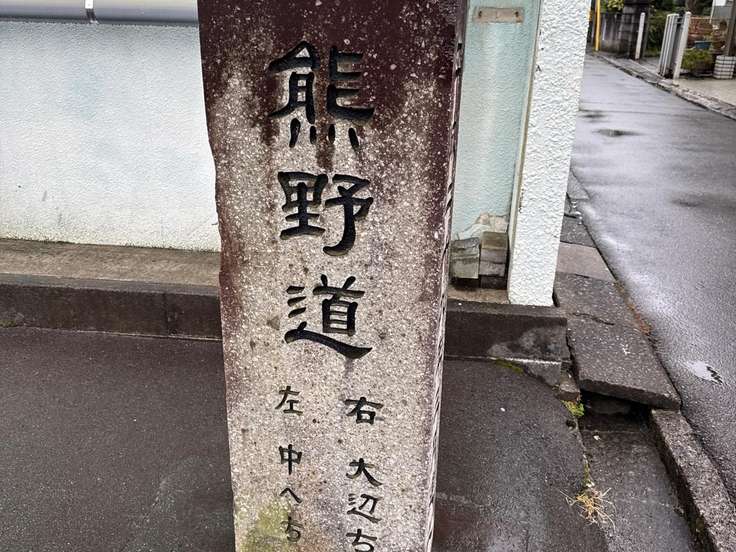 熊野道
右 大辺ち
左 中へち